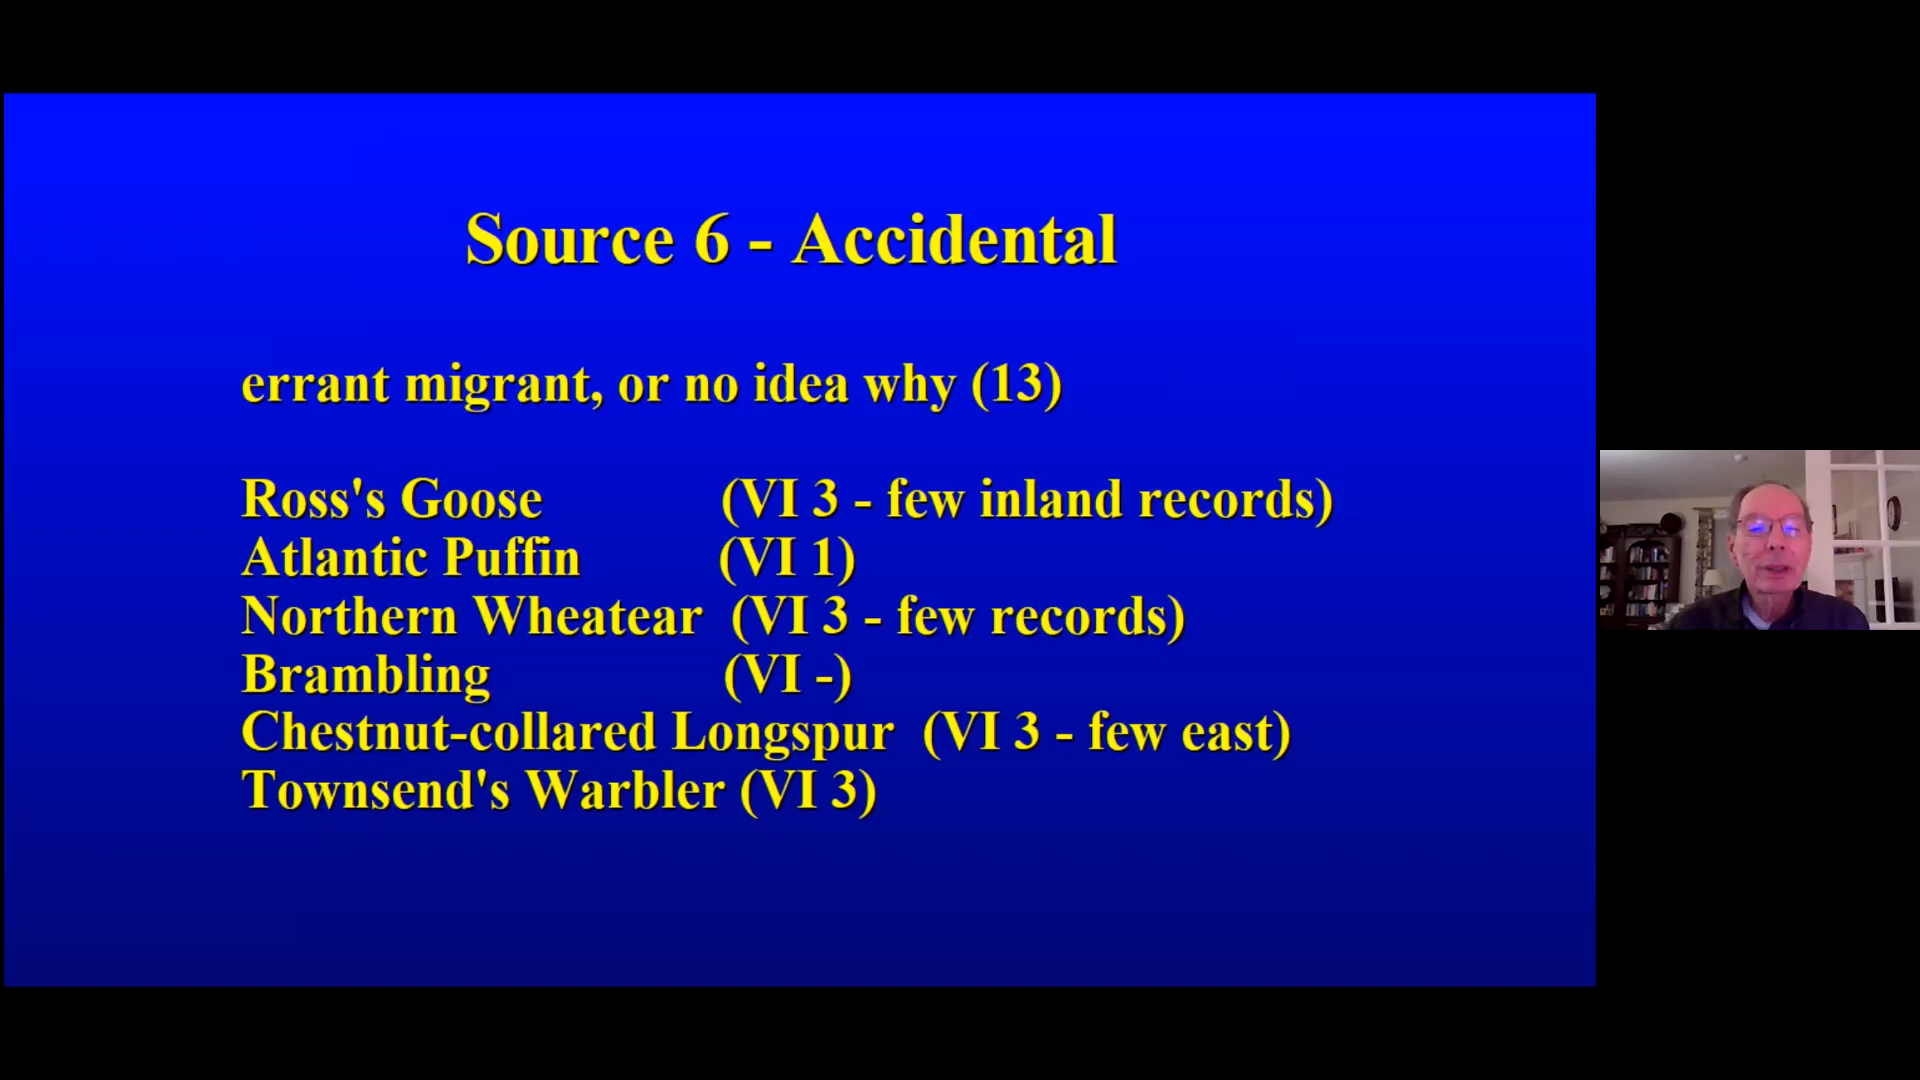 Source 6 - Accidental
errant migrant, or no idea why (13)
Ross's Goose (VI 3 - few inland records)
Atlantic Puffin (VI 1)
Northern Wheatear (VI 3 - few records)
Brambling (VI -)
Chestnut-collared Longspur (VI 3 - few east)
Townsend's Warbler (VI 3)